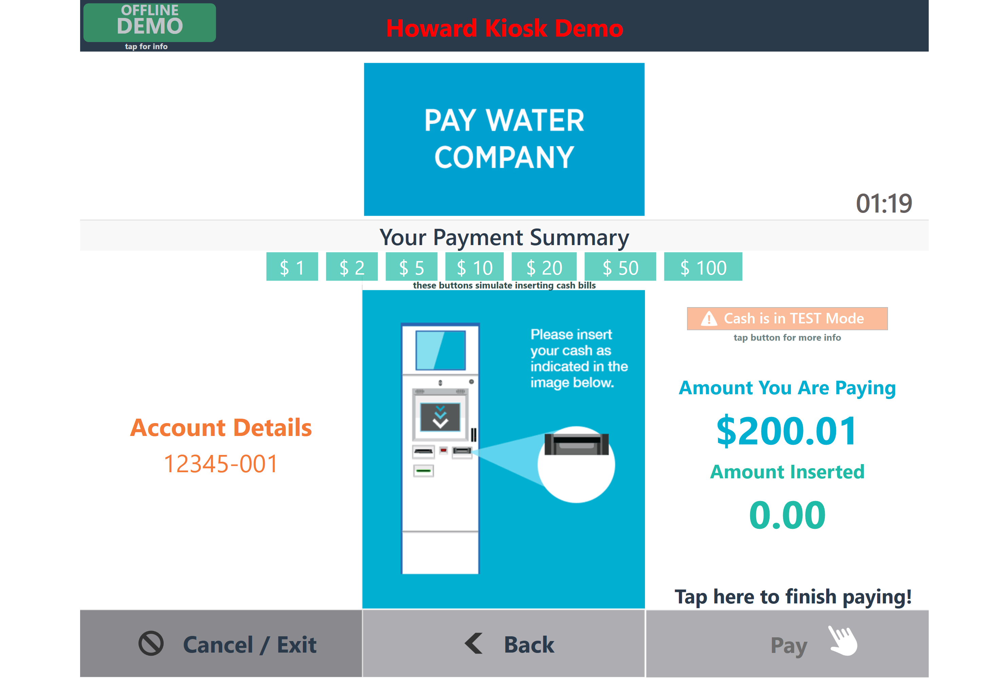 OFFLINE
DEMO
tap for info
Howard Kiosk Demo
PAY WATER
COMPANY
01:19
Your Payment Summary
$ 1
$ 2
$ 5
$ 10
$ 20
$ 50
$ 100
these buttons simulate inserting cash bills
Account Details
12345-001
Please insert
your cash as
indicated in the
image below.
Cash is in TEST Mode
tap button for more info
Amount You Are Paying
$200.01
Amount Inserted
0.00
Tap here to finish paying!
Cancel / Exit
Back
Pay